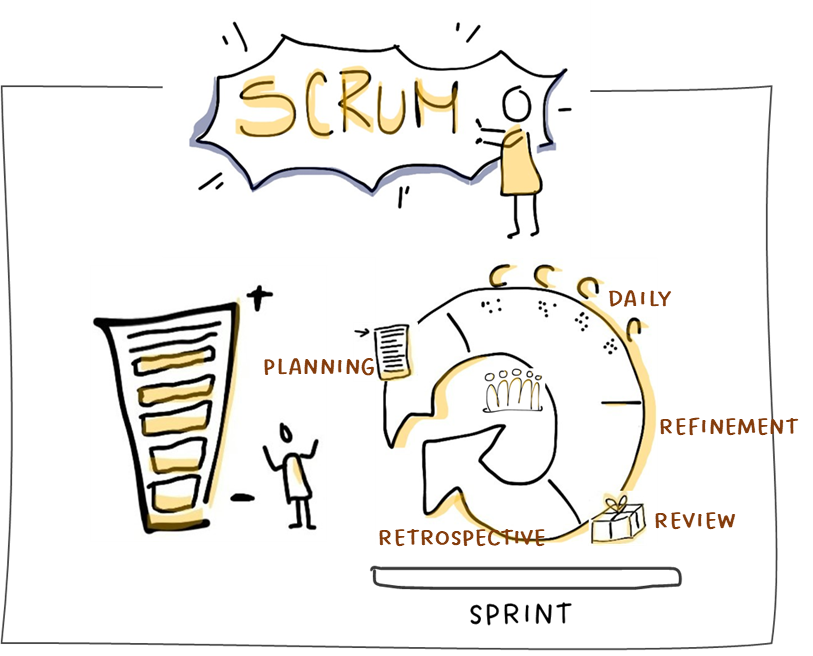 SCRUM
+
DAILY
PLANNING
REFINEMENT
-
REVIEW
RETROSPECTIVE
SPRINT